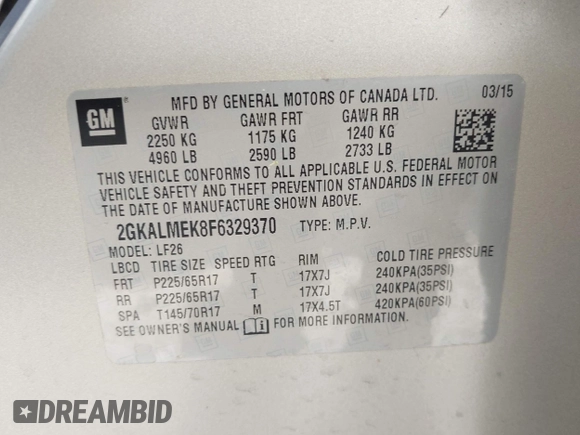 GM
MFD BY GENERAL MOTORS OF CANADA LTD. 03/15
GVWR GAWR FRT GAWR RR
2250 KG 1175 KG 1240 KG
4960 LB 2590 LB 2733 LB
THIS VEHICLE CONFORMS TO ALL APPLICABLE U.S. FEDERAL MOTOR
VEHICLE SAFETY AND THEFT PREVENTION STANDARDS IN EFFECT ON
THE DATE OF MANUFACTURE SHOWN ABOVE.
2GKALMEK8F6329370 TYPE: M.P.V.
MODEL: LF26
LBCD TIRE SIZE SPEED RTG RIM COLD TIRE PRESSURE
FRT P225/65R17 T 17X7J 240KPA(35PSI)
RR P225/65R17 T 17X7J 240KPA(35PSI)
SPA T145/70R17 M 17X4.5T 420KPA(60PSI)
SEE OWNER'S MANUAL FOR ADDITIONAL INFORMATION.
DREAMBID